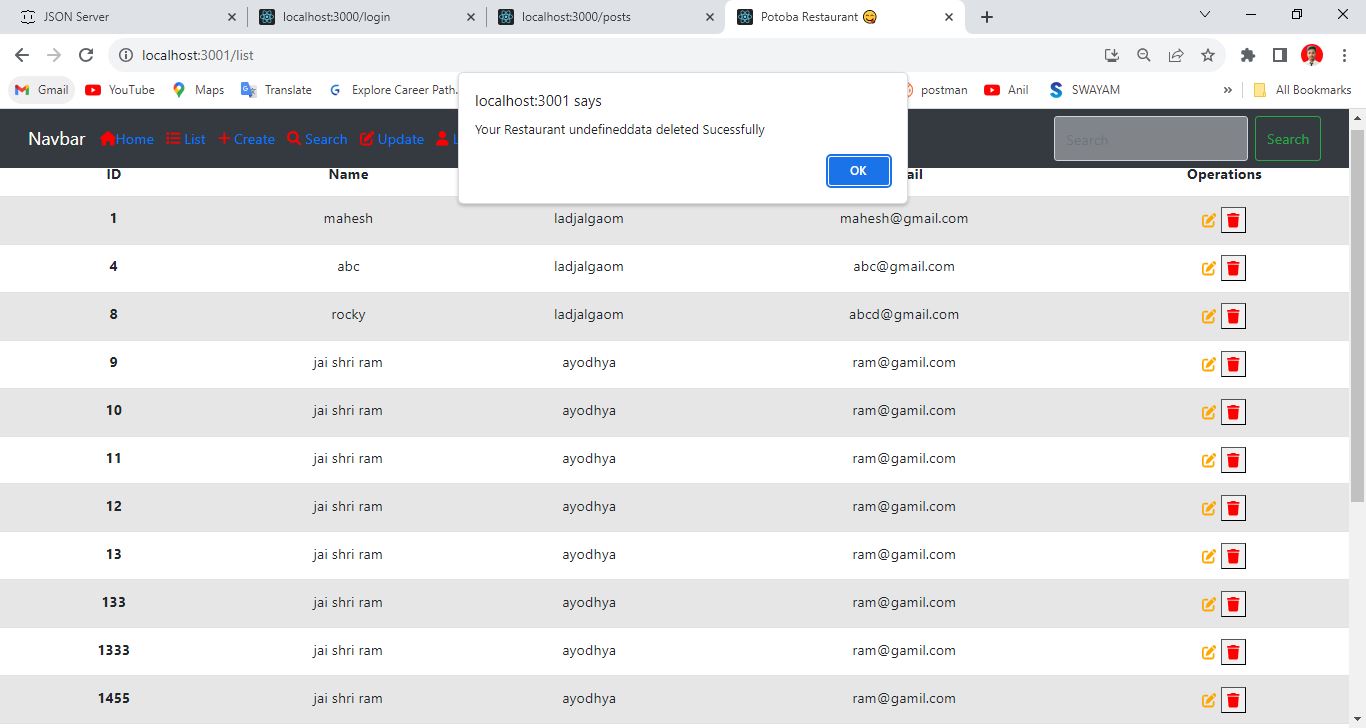 JSON Server
localhost:3000/login
localhost:3000/posts
Potoba Restaurant 😋
localhost:3001/list
Gmail
YouTube
Maps
Translate
Explore Career Path.
postman
Anil
SWAYAM
»
All Bookmarks
localhost:3001 says
Your Restaurant undefineddata deleted Sucessfully
OK
Navbar Home List Create Search Update L
Search
Search
ID Name ail Operations
1 mahesh ladjalgaom mahesh@gmail.com
4 abc ladjalgaom abc@gmail.com
8 rocky ladjalgaom abcd@gmail.com
9 jai shri ram ayodhya ram@gamil.com
10 jai shri ram ayodhya ram@gamil.com
11 jai shri ram ayodhya ram@gamil.com
12 jai shri ram ayodhya ram@gamil.com
13 jai shri ram ayodhya ram@gamil.com
133 jai shri ram ayodhya ram@gamil.com
1333 jai shri ram ayodhya ram@gamil.com
1455 jai shri ram ayodhya ram@gamil.com